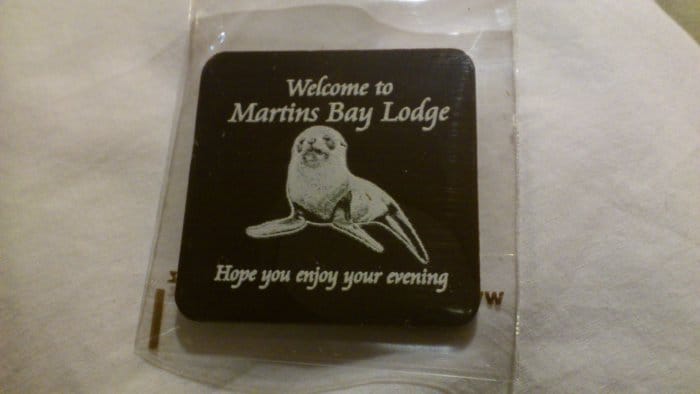 Welcome to
Martins Bay Lodge
Hope you enjoy your evening